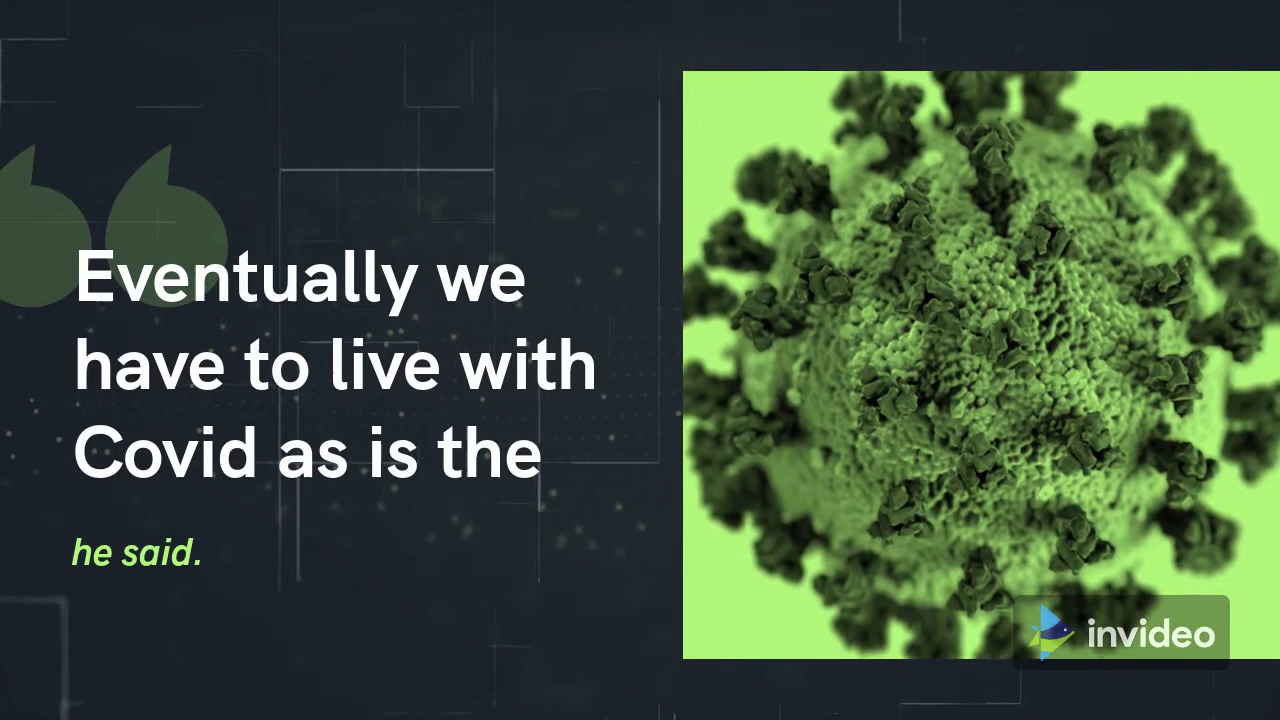 Eventually we
have to live with
Covid as is the
he said.
invideo